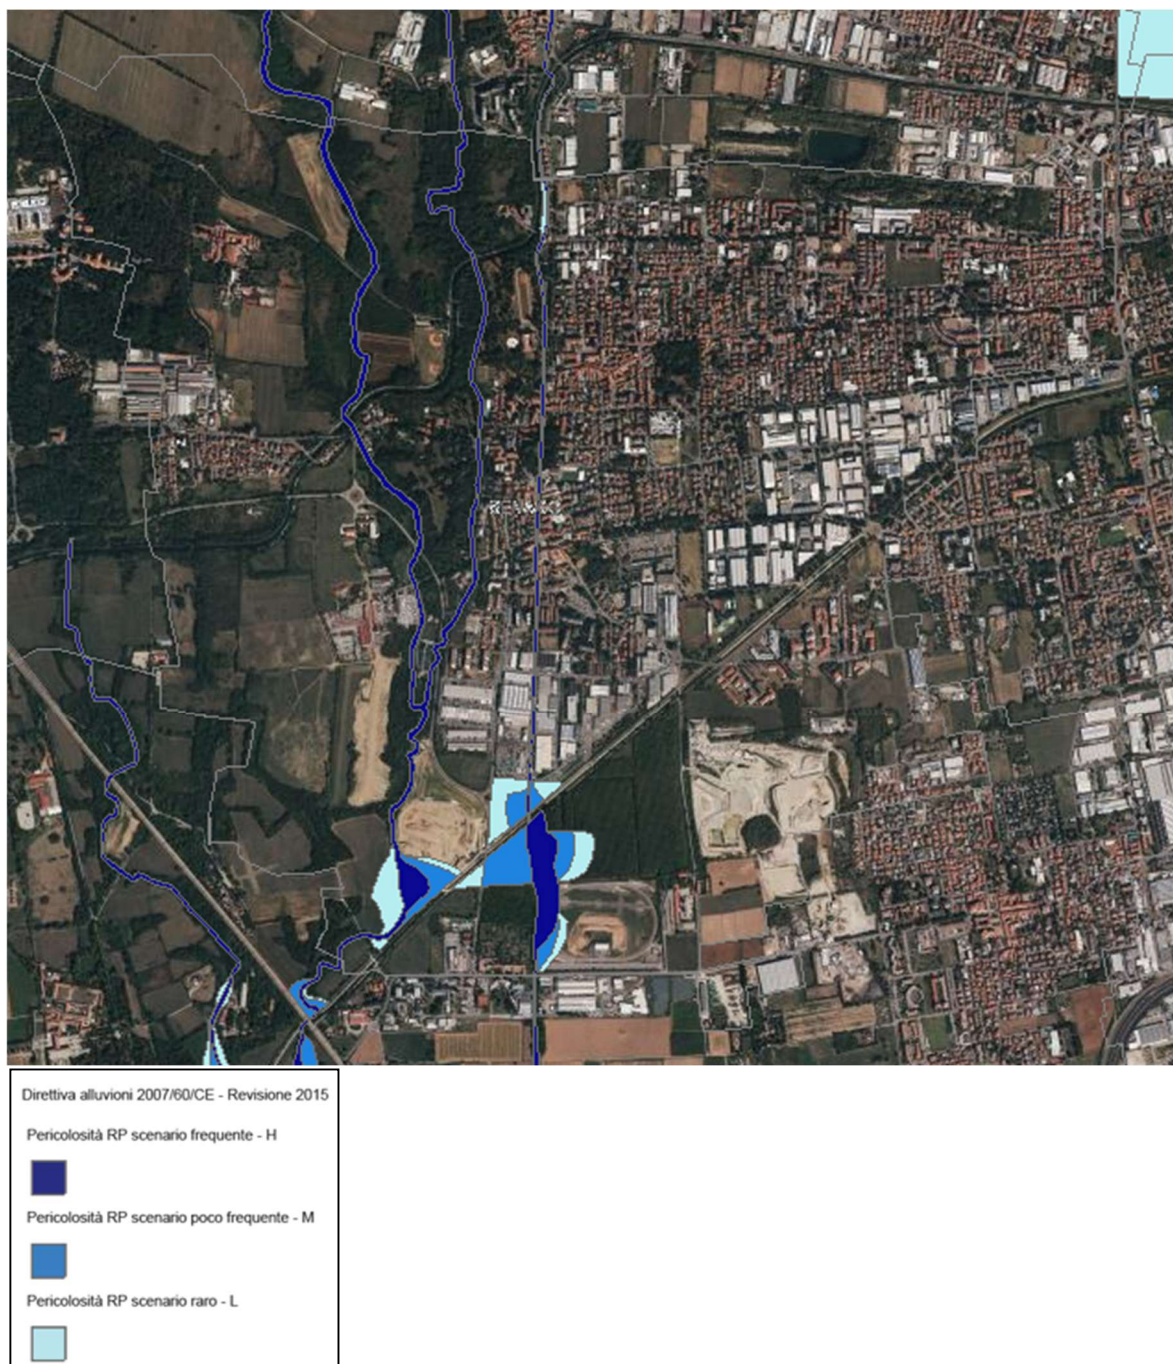 Direttiva alluvioni 2007/60/CE - Revisione 2015
Pericolosità RP scenario frequente - H
Pericolosità RP scenario poco frequente - M
Pericolosità RP scenario raro - L